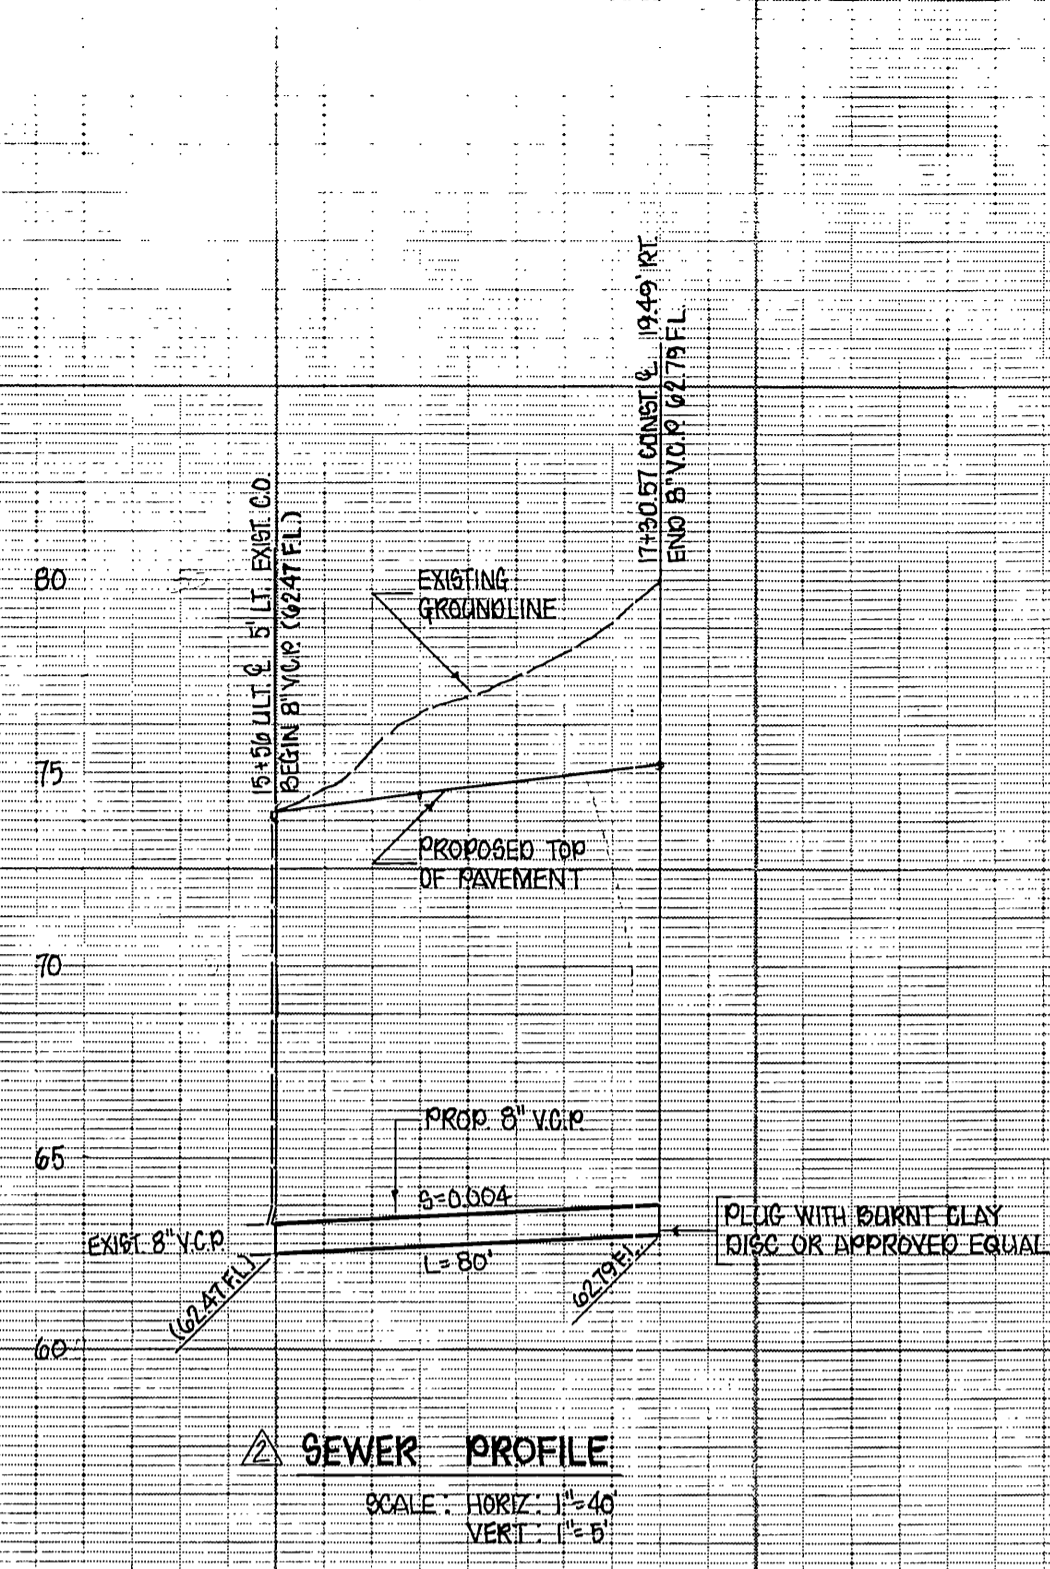 17+30.57 CONST. ℄ 19.49' RT.
END 8" V.C.P. 62.79 F.L.
15+56 ULT. ℄ 5' LT. EXIST. C.O.
BEGIN 8" V.C.P. (62.47 F.L.)
80
EXISTING
GROUNDLINE
75
PROPOSED TOP
OF PAVEMENT
70
PROP. 8" V.C.P.
65
S=0.004
PLUG WITH BURNT CLAY
DISC OR APPROVED EQUAL
EXIST. 8" V.C.P.
L=80'
(62.47 F.L.)
62.79 F.L.
60
2 SEWER PROFILE
SCALE: HORIZ: 1"=40'
VERT: 1"=5'